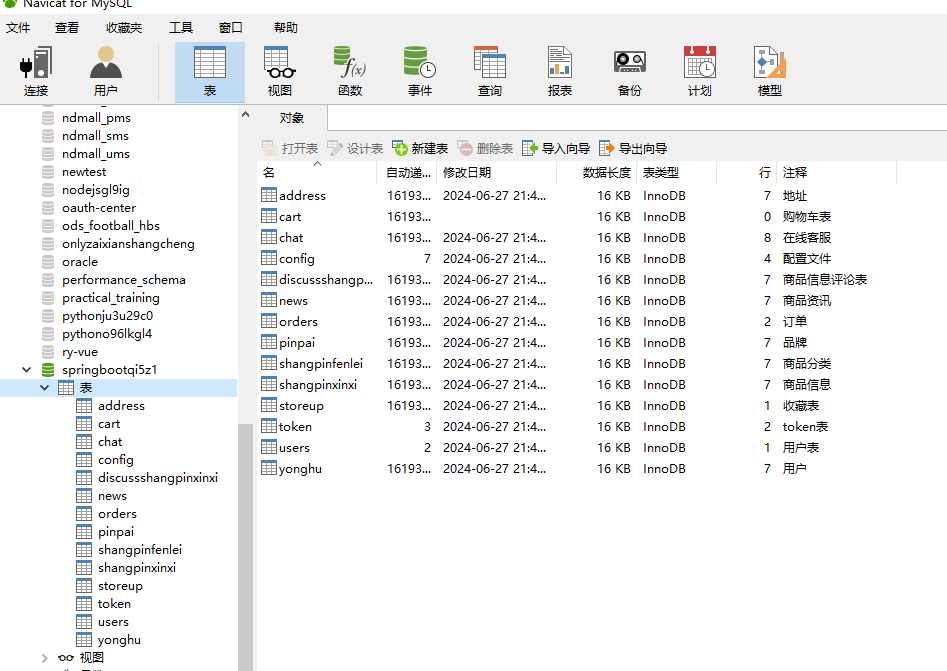 Navicat for MySQL
文件 查看 收藏夹 工具 窗口 帮助
连接 用户 表 视图 函数 事件 查询 报表 备份 计划 模型
ndmall_pms
ndmall_sms
ndmall_ums
newtest
nodejsgl9ig
oauth-center
ods_football_hbs
onlyzaixianshangcheng
oracle
performance_schema
practical_training
pythonju3u29c0
pythono96lkgl4
ry-vue
springbootqi5z1
表
address
cart
chat
config
discussshangpinxinxi
news
orders
pinpai
shangpinfenlei
shangpinxinxi
storeup
token
users
yonghu
视图
对象
打开表 设计表 新建表 删除表 导入向导 导出向导
名 自动递... 修改日期 数据长度 表类型 行 注释
address 16193... 2024-06-27 21:4... 16 KB InnoDB 7 地址
cart 16193... 16 KB InnoDB 0 购物车表
chat 16193... 2024-06-27 21:4... 16 KB InnoDB 8 在线客服
config 7 2024-06-27 21:4... 16 KB InnoDB 4 配置文件
discussshangp... 16193... 2024-06-27 21:4... 16 KB InnoDB 7 商品信息评论表
news 16193... 2024-06-27 21:4... 16 KB InnoDB 7 商品资讯
orders 16193... 2024-06-27 21:4... 16 KB InnoDB 2 订单
pinpai 16193... 2024-06-27 21:4... 16 KB InnoDB 7 品牌
shangpinfenlei 16193... 2024-06-27 21:4... 16 KB InnoDB 7 商品分类
shangpinxinxi 16193... 2024-06-27 21:4... 16 KB InnoDB 7 商品信息
storeup 16193... 2024-06-27 21:4... 16 KB InnoDB 1 收藏表
token 3 2024-06-27 21:4... 16 KB InnoDB 2 token表
users 2 2024-06-27 21:4... 16 KB InnoDB 1 用户表
yonghu 16193... 2024-06-27 21:4... 16 KB InnoDB 7 用户